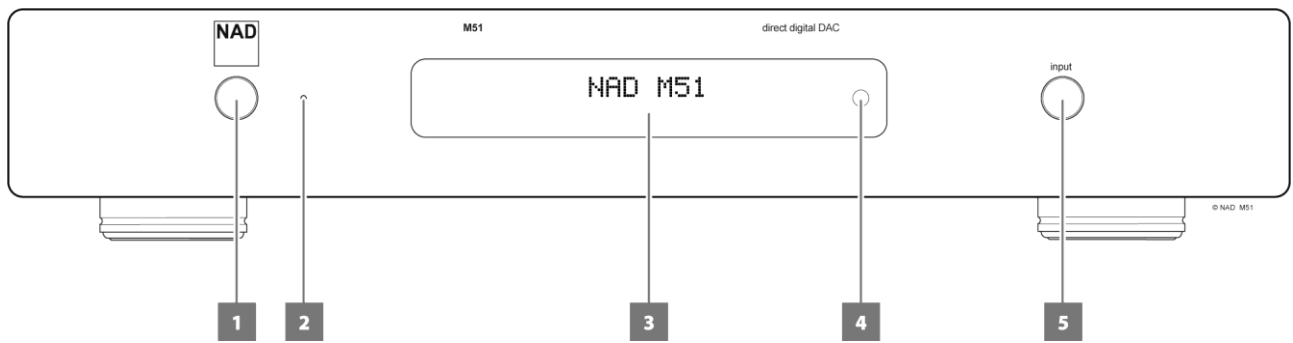 NAD
M51
direct digital DAC
NAD M51
input
© NAD M51
1
2
3
4
5